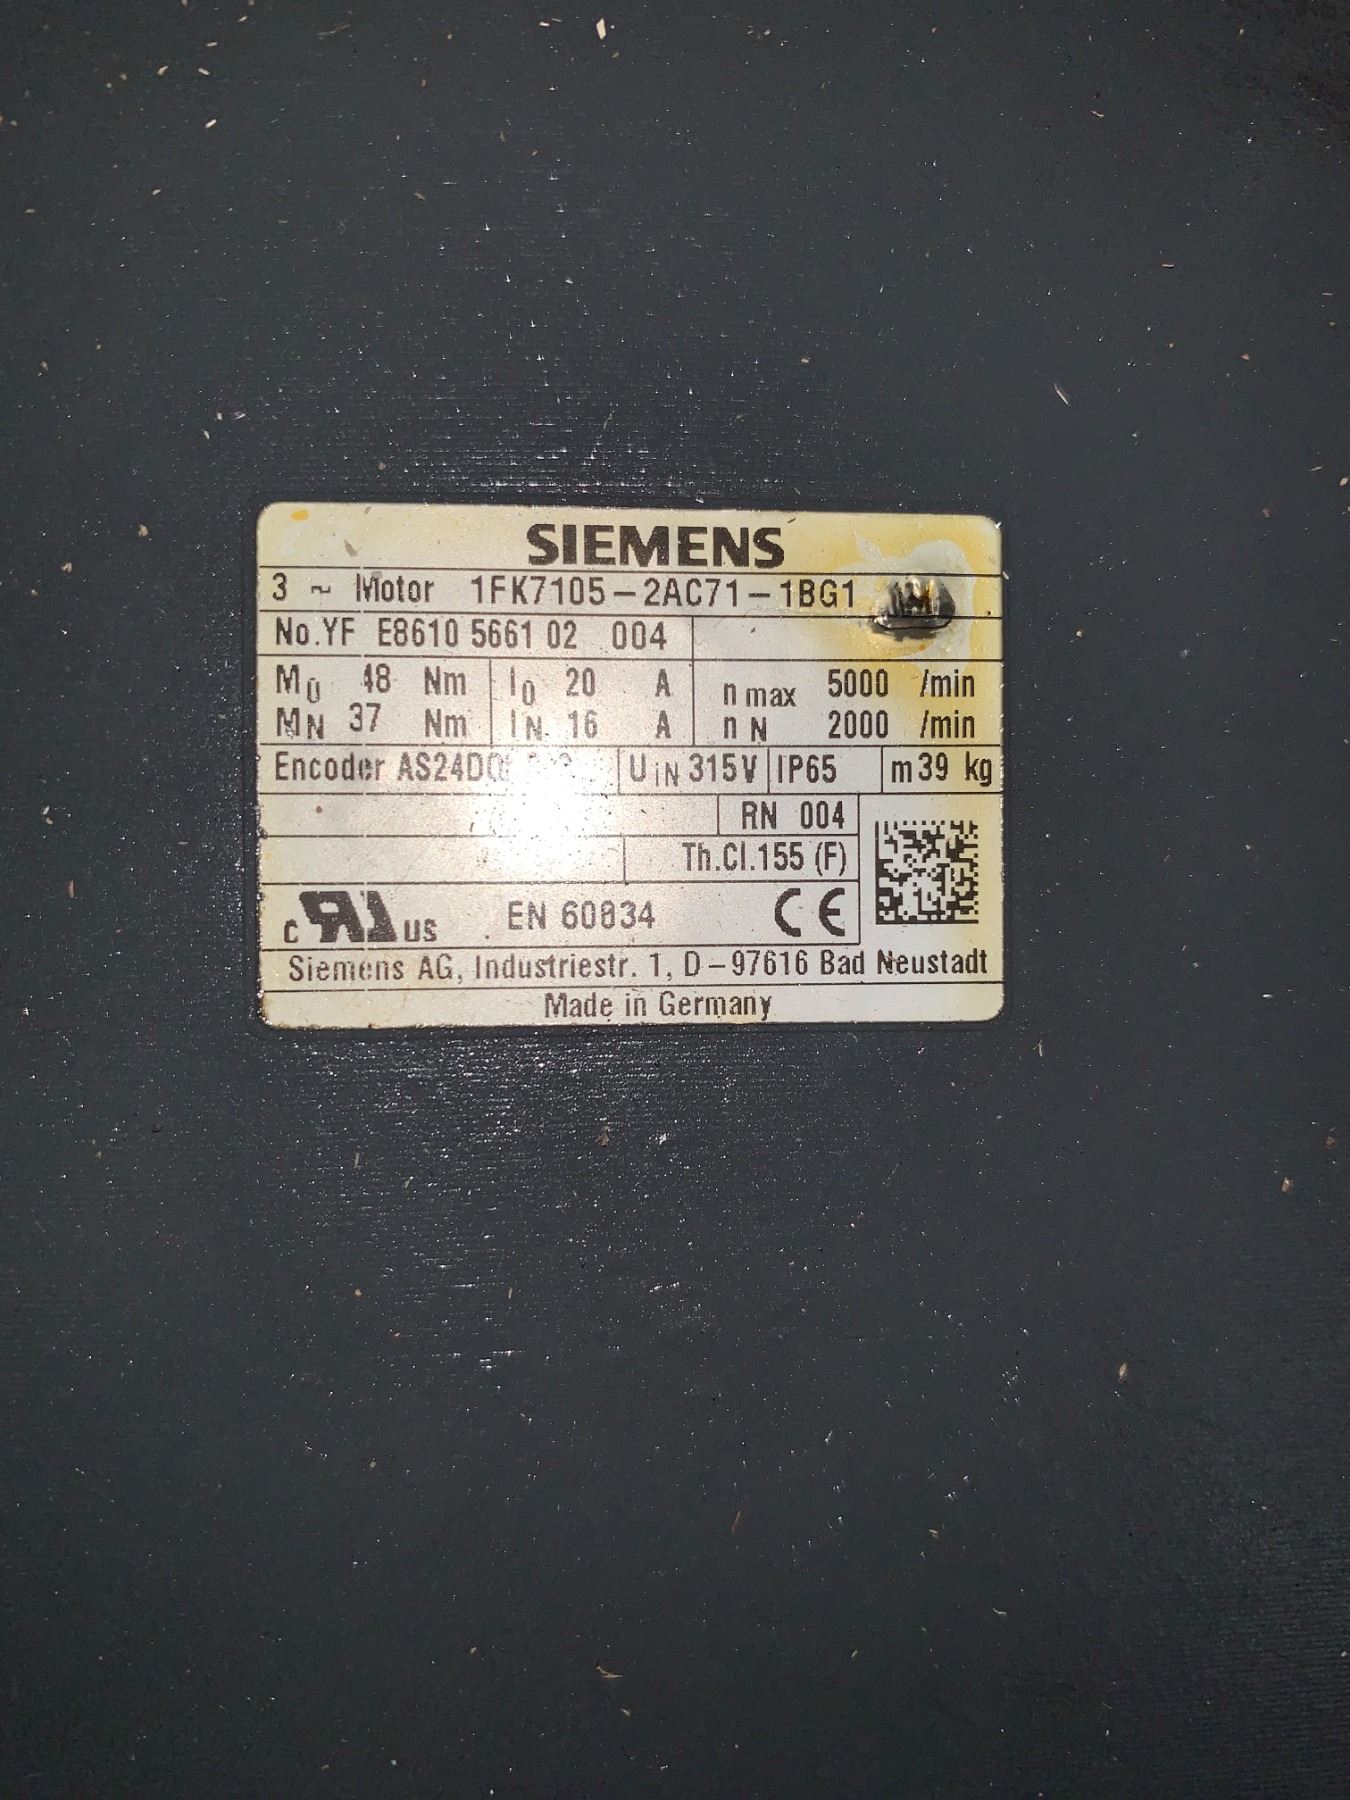 SIEMENS
3 ~ Motor 1FK7105-2AC71-1BG1
No.YF E8610 5661 02 004
M0 48 Nm I0 20 A n max 5000 /min
MN 37 Nm IN 16 A n N 2000 /min
Encoder UIN 315V IP65 m 39 kg
RN 004
Th.Cl.155 (F)
c US EN 60034 CE
Siemens AG, Industriestr. 1, D-97616 Bad Neustadt
Made in Germany